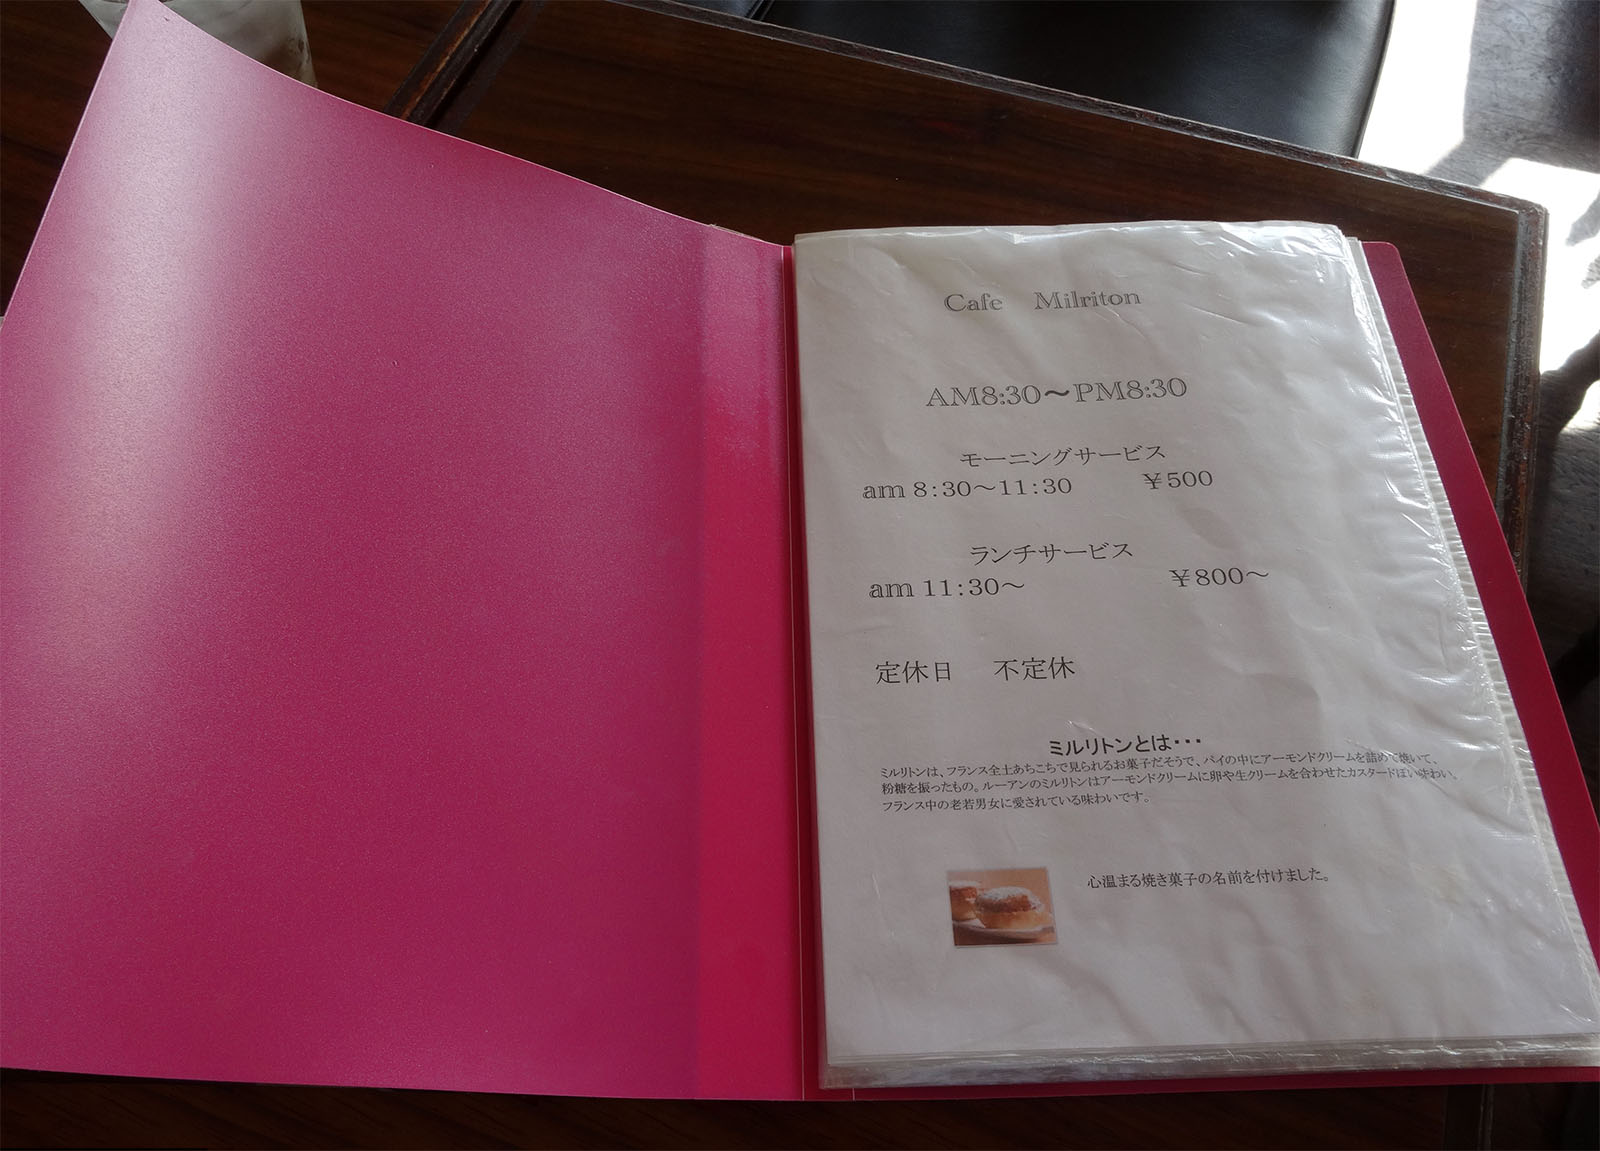 Cafe　Milriton
AM8:30～PM8:30
モーニングサービス
am 8:30～11:30　　¥500
ランチサービス
am 11:30～　　¥800～
定休日　不定休
ミルリトンとは・・・
ミルリトンは、フランス全土あちこちで見られるお菓子だそうで、パイの中にアーモンドクリームを詰めて焼いて、
粉糖を振ったもの。ルーアンのミルリトンはアーモンドクリームに卵や生クリームを合わせたカスタードぽい味わい。
フランス中の老若男女に愛されている味わいです。
心温まる焼き菓子の名前を付けました。